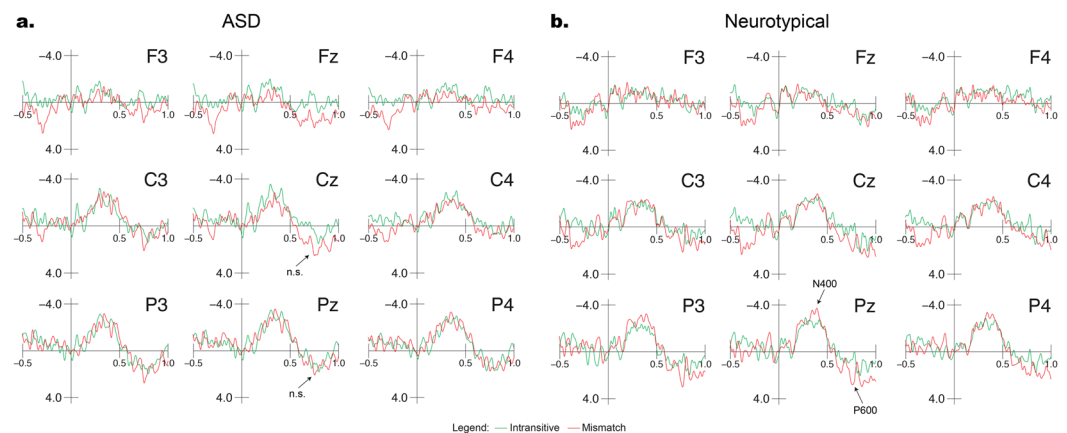 a. ASD b. Neurotypical
−4.0 F3 −4.0 Fz −4.0 F4 −4.0 F3 −4.0 Fz −4.0 F4
−0.5 0.5 1.0 −0.5 0.5 1.0 −0.5 0.5 1.0 −0.5 0.5 1.0 −0.5 0.5 1.0 −0.5 0.5 1.0
4.0 4.0 4.0 4.0 4.0 4.0
−4.0 C3 −4.0 Cz −4.0 C4 −4.0 C3 −4.0 Cz −4.0 C4
−0.5 0.5 1.0 −0.5 0.5 1.0 −0.5 0.5 1.0 −0.5 0.5 1.0 −0.5 0.5 1.0 −0.5 0.5 1.0
4.0 4.0 n.s. 4.0 4.0 4.0 4.0
N400
−4.0 P3 −4.0 Pz −4.0 P4 −4.0 P3 −4.0 Pz −4.0 P4
−0.5 0.5 1.0 −0.5 0.5 1.0 −0.5 0.5 1.0 −0.5 0.5 1.0 −0.5 0.5 1.0 −0.5 0.5 1.0
4.0 4.0 n.s. 4.0 4.0 4.0 P600 4.0
Legend: Intransitive Mismatch